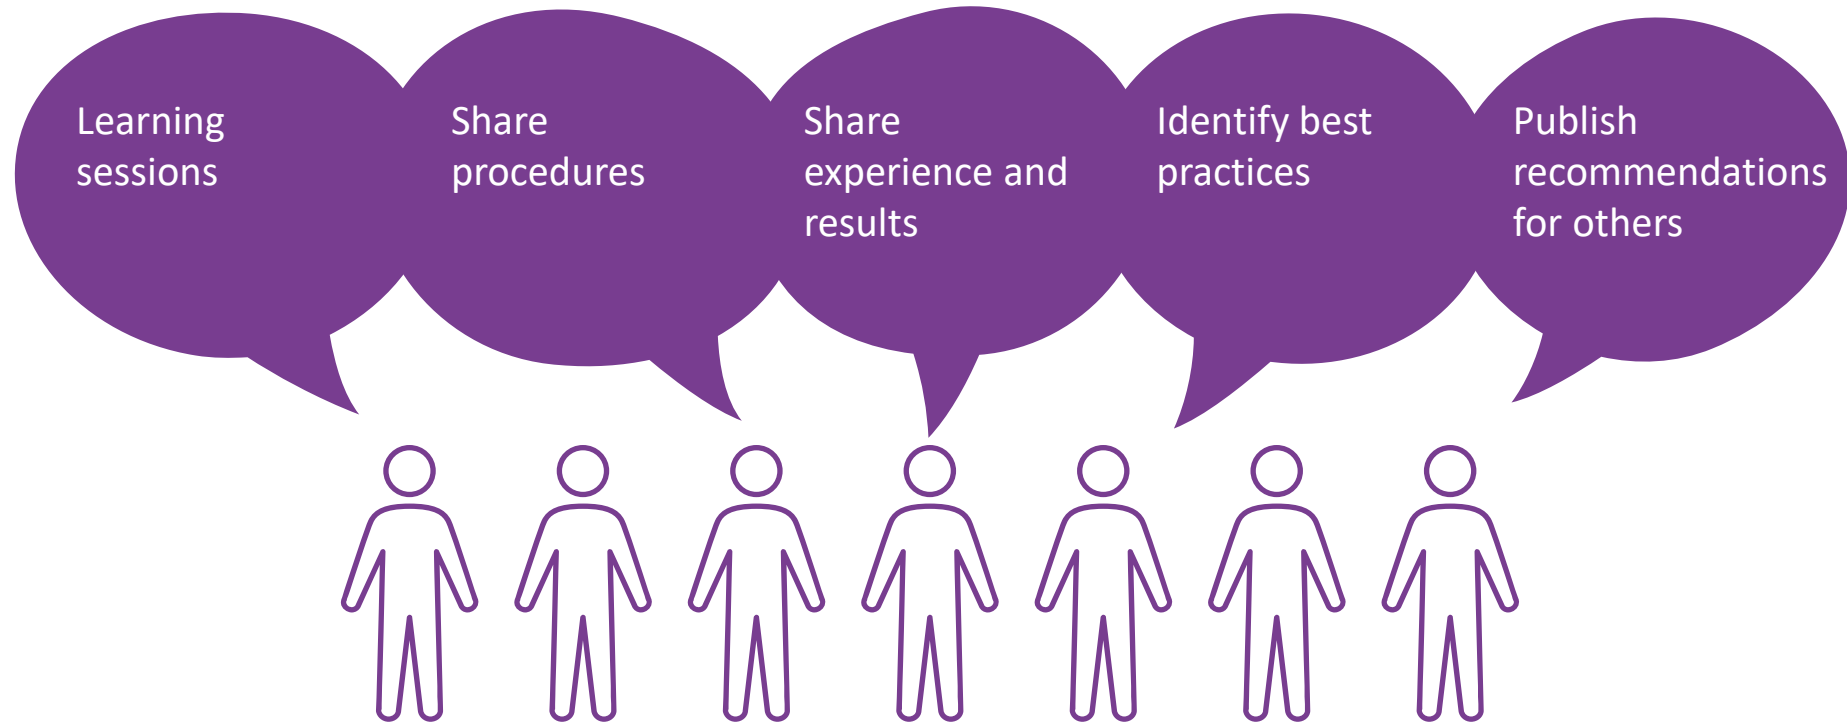 Learning
sessions
Share
procedures
Share
experience and
results
Identify best
practices
Publish
recommendations
for others